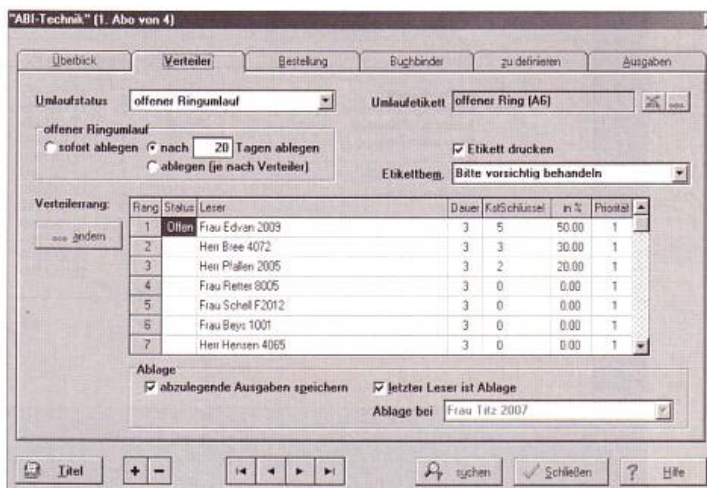 "ABI-Technik" (1. Abo von 4)
Überblick Verteiler Bestellung Buchbinder zu definieren Ausgaben
Umlaufstatus offener Ringumlauf Umlaufetikett offener Ring (A6)
offener Ringumlauf
sofort ablegen nach 20 Tagen ablegen Etikett drucken
ablegen (je nach Verteiler) Etikettbem. Bitte vorsichtig behandeln
Verteilerrang: Rang Status Leser Dauer KstSchlüssel in % Priorität
1 Offen Frau Edvan 2009 3 5 50.00 1
... ändern 2 Herr Bree 4072 3 3 30.00 1
3 Herr Pfallen 2005 3 2 20.00 1
4 Frau Retter 8005 3 0 0.00 1
5 Frau Schell F2012 3 0 0.00 1
6 Frau Beys 1001 3 0 0.00 1
7 Herr Hensen 4065 3 0 0.00 1
Ablage
abzulegende Ausgaben speichern letzter Leser ist Ablage
Ablage bei Frau Titz 2007
Titel + - suchen Schließen ? Hilfe